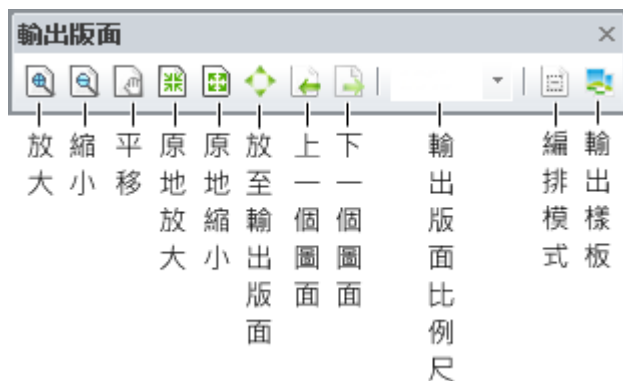 輸出版面
放大
縮小
平移
原地放大
原地縮小
放至輸出版面
上一個圖面
下一個圖面
輸出版面比例尺
編排模式
輸出樣板